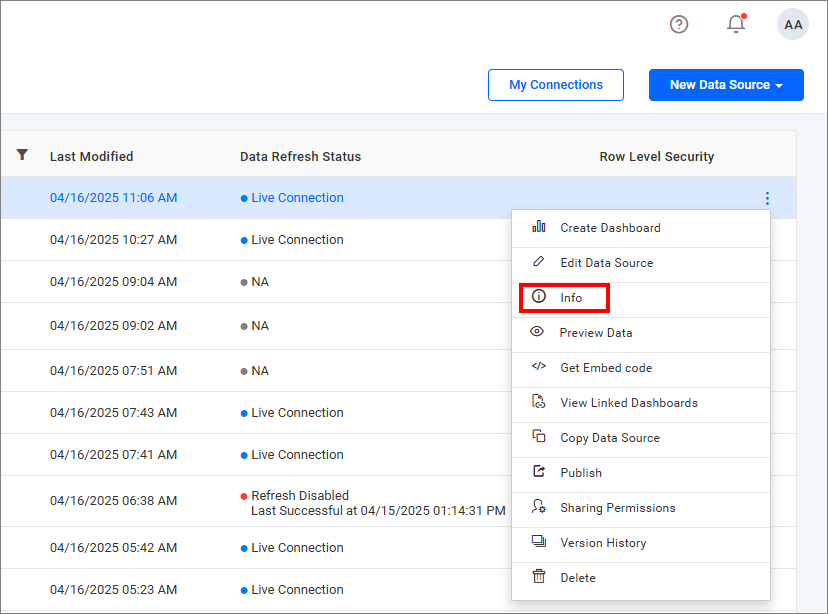 AA
My Connections
New Data Source
Last Modified Data Refresh Status Row Level Security
04/16/2025 11:06 AM Live Connection
04/16/2025 10:27 AM Live Connection
04/16/2025 09:04 AM NA
04/16/2025 09:02 AM NA
04/16/2025 07:51 AM NA
04/16/2025 07:43 AM Live Connection
04/16/2025 07:41 AM Live Connection
04/16/2025 06:38 AM Refresh Disabled
Last Successful at 04/15/2025 01:14:31 PM
04/16/2025 05:42 AM Live Connection
04/16/2025 05:23 AM Live Connection
Create Dashboard
Edit Data Source
Info
Preview Data
Get Embed code
View Linked Dashboards
Copy Data Source
Publish
Sharing Permissions
Version History
Delete